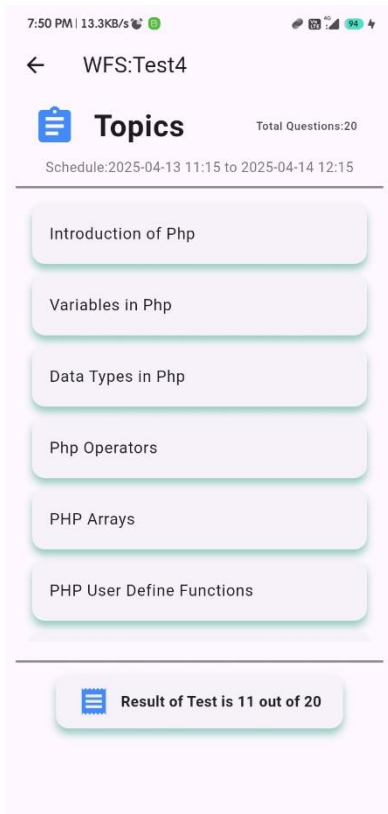 7:50 PM | 13.3KB/s
4G 94
WFS:Test4
Topics
Total Questions:20
Schedule:2025-04-13 11:15 to 2025-04-14 12:15
Introduction of Php
Variables in Php
Data Types in Php
Php Operators
PHP Arrays
PHP User Define Functions
Result of Test is 11 out of 20